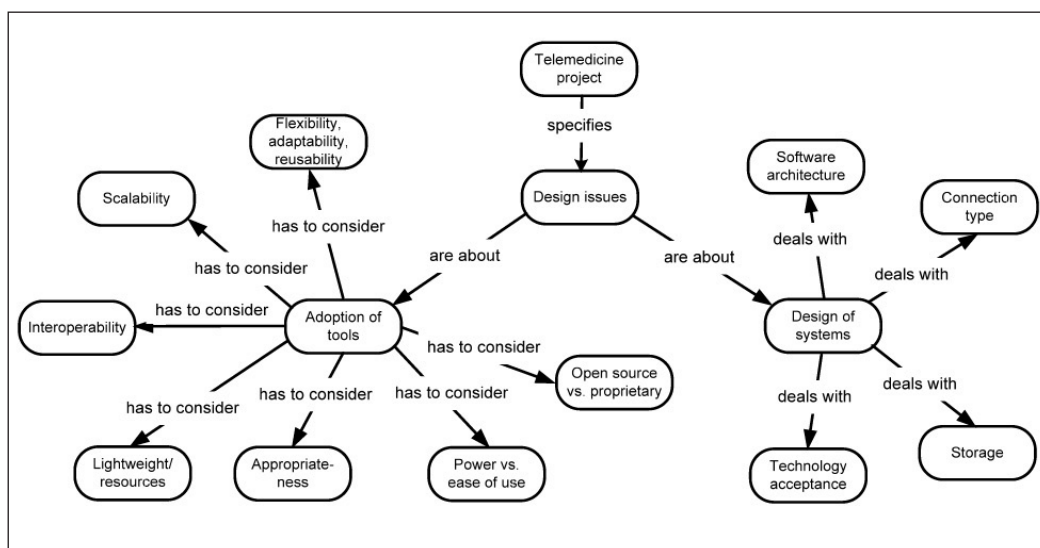 Telemedicine
project
specifies
Design issues
are about
are about
Flexibility,
adaptability,
reusability
Scalability
has to consider
has to consider
has to consider
Interoperability
Adoption of
tools
has to consider
Open source
vs. proprietary
has to consider
has to consider
has to consider
Lightweight/
resources
Appropriate-
ness
Power vs.
ease of use
Software
architecture
Connection
type
deals with
deals with
Design of
systems
deals with
deals with
Technology
acceptance
Storage